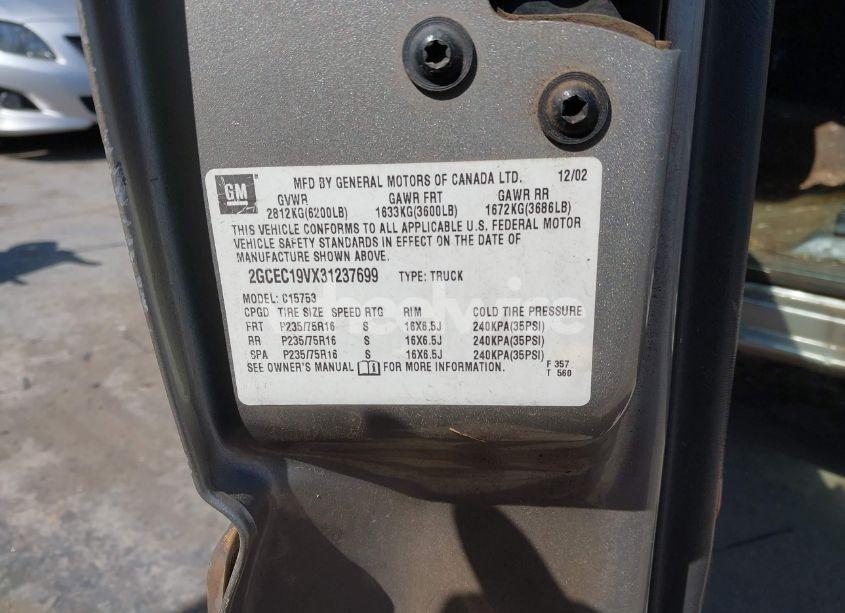 GM
MFD BY GENERAL MOTORS OF CANADA LTD. 12/02
GVWR GAWR FRT GAWR RR
2812KG(6200LB) 1633KG(3600LB) 1672KG(3686LB)
THIS VEHICLE CONFORMS TO ALL APPLICABLE U.S. FEDERAL MOTOR
VEHICLE SAFETY STANDARDS IN EFFECT ON THE DATE OF
MANUFACTURE SHOWN ABOVE.
2GCEC19VX31237699 TYPE: TRUCK
MODEL: C15753
CPGD TIRE SIZE SPEED RTG RIM COLD TIRE PRESSURE
FRT P235/75R16 S 16X6.5J 240KPA(35PSI)
RR P235/75R16 S 16X6.5J 240KPA(35PSI)
SPA P235/75R16 S 16X6.5J 240KPA(35PSI)
SEE OWNER'S MANUAL FOR MORE INFORMATION.
F 357
T 560